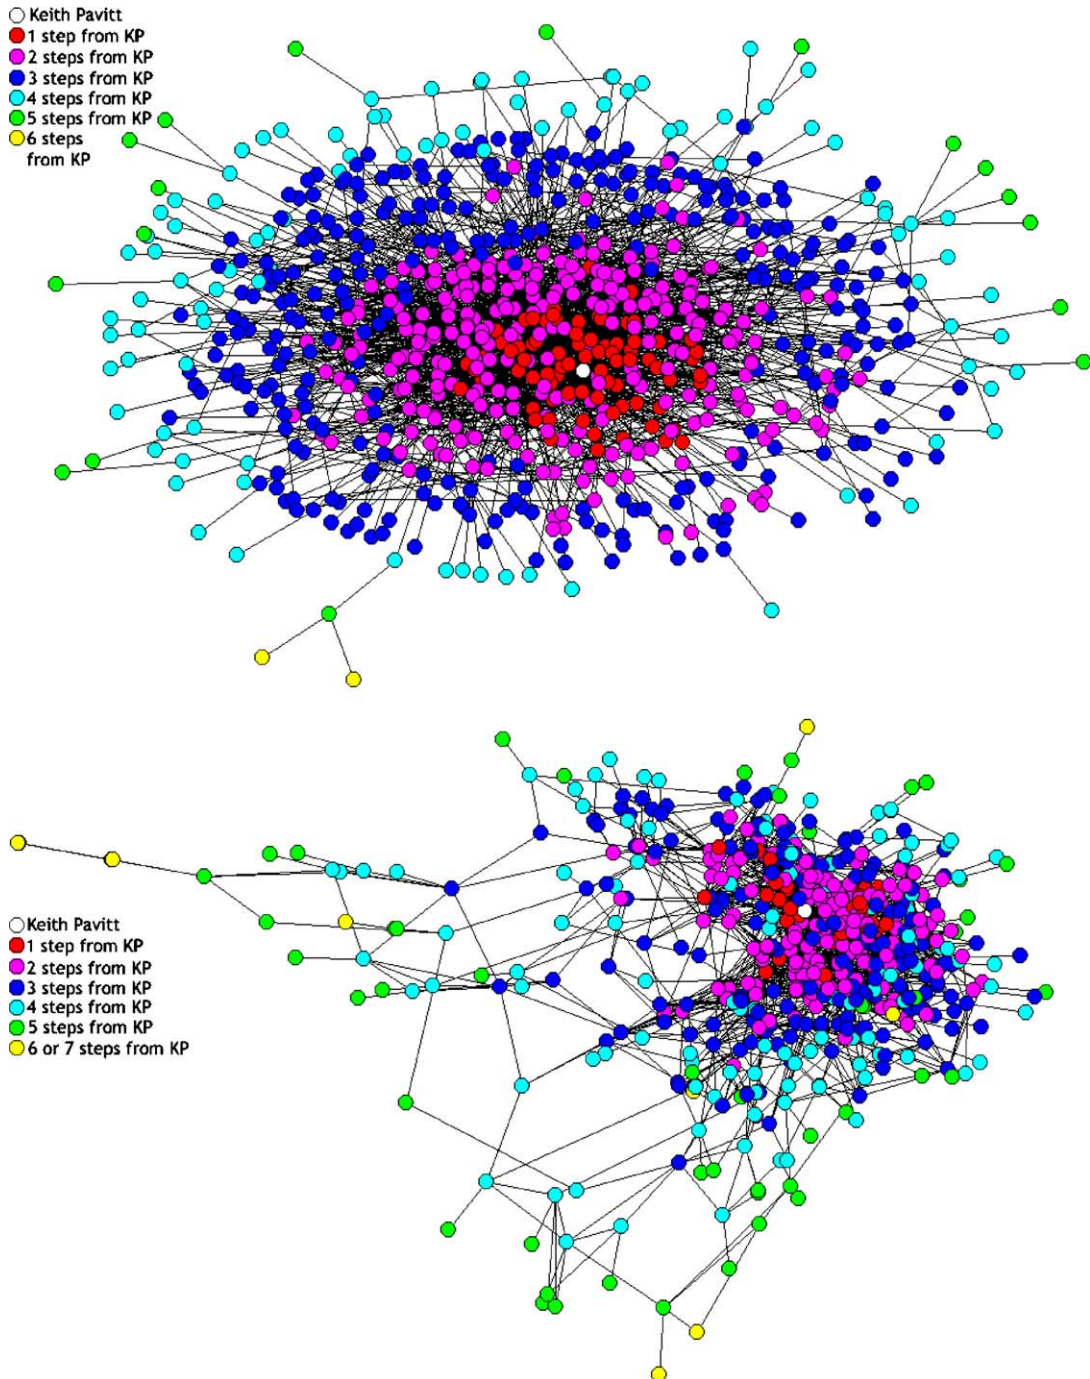 Keith Pavitt
1 step from KP
2 steps from KP
3 steps from KP
4 steps from KP
5 steps from KP
6 steps
from KP
Keith Pavitt
1 step from KP
2 steps from KP
3 steps from KP
4 steps from KP
5 steps from KP
6 or 7 steps from KP